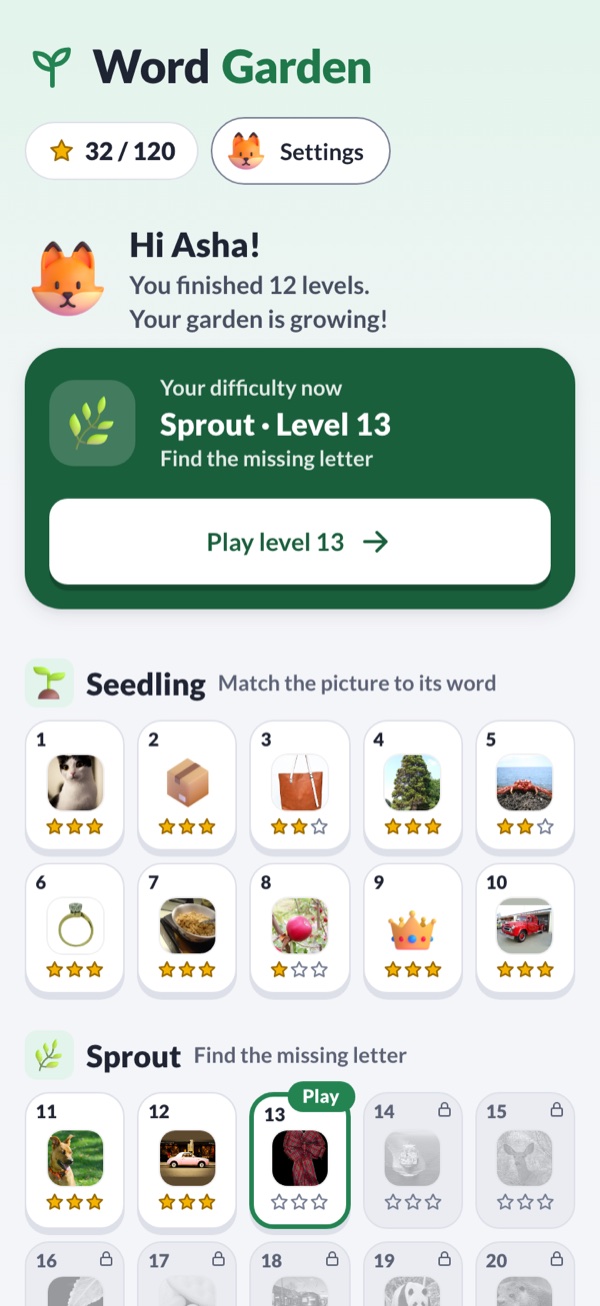 Word Garden
32 / 120
Settings
Hi Asha!
You finished 12 levels.
Your garden is growing!
Your difficulty now
Sprout · Level 13
Find the missing letter
Play level 13
Seedling Match the picture to its word
1 2 3 4 5
6 7 8 9 10
Sprout Find the missing letter
Play
11 12 13 14 15
16 17 18 19 20